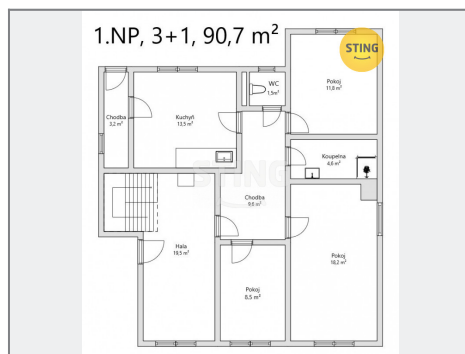 1.NP, 3+1, 90,7 m²
STING
WC
1,5m²
Pokoj
11,8 m²
Chodba
3,2 m²
Kuchyň
13,5 m²
Koupelna
4,6 m²
STING
Chodba
9,6 m²
Hala
19,5 m²
Pokoj
18,2 m²
Pokoj
8,5 m²